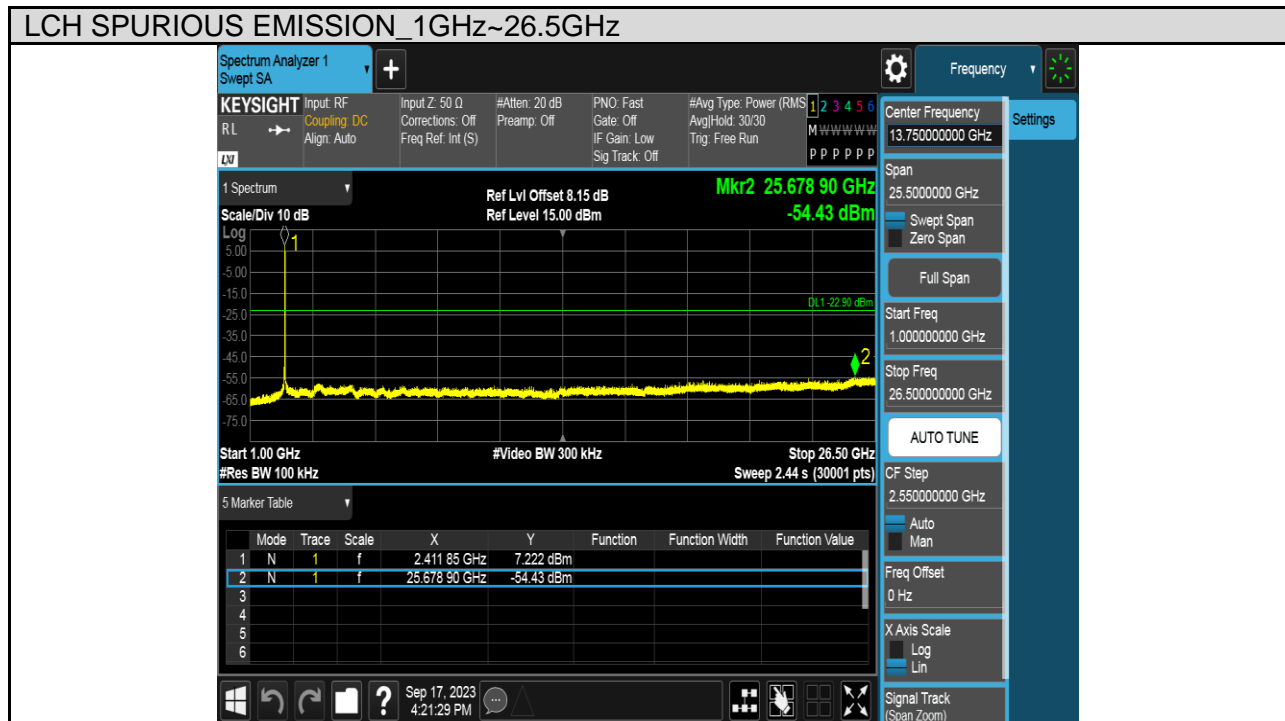 LCH SPURIOUS EMISSION_1GHz~26.5GHz
Spectrum Analyzer 1
Swept SA
+
Frequency
KEYSIGHT
RL
LXI
Input: RF
Coupling: DC
Align: Auto
Input Z: 50 Ω
Corrections: Off
Freq Ref: Int (S)
#Atten: 20 dB
Preamp: Off
PNO: Fast
Gate: Off
IF Gain: Low
Sig Track: Off
#Avg Type: Power (RMS
Avg|Hold: 30/30
Trig: Free Run
1 2 3 4 5 6
M W W W W W
P P P P P P
Center Frequency
13.750000000 GHz
Settings
1 Spectrum
Scale/Div 10 dB
Ref Lvl Offset 8.15 dB
Ref Level 15.00 dBm
Mkr2 25.678 90 GHz
-54.43 dBm
Log
5.00
-5.00
-15.0
-25.0
-35.0
-45.0
-55.0
-65.0
-75.0
1
DL1 -22.90 dBm
2
Start 1.00 GHz
#Res BW 100 kHz
#Video BW 300 kHz
Stop 26.50 GHz
Sweep 2.44 s (30001 pts)
Span
25.5000000 GHz
Swept Span
Zero Span
Full Span
Start Freq
1.000000000 GHz
Stop Freq
26.500000000 GHz
AUTO TUNE
CF Step
2.550000000 GHz
Auto
Man
Freq Offset
0 Hz
X Axis Scale
Log
Lin
Signal Track
(Span Zoom)
5 Marker Table
Mode Trace Scale X Y Function Function Width Function Value
1 N 1 f 2.411 85 GHz 7.222 dBm
2 N 1 f 25.678 90 GHz -54.43 dBm
3
4
5
6
?
Sep 17, 2023
4:21:29 PM